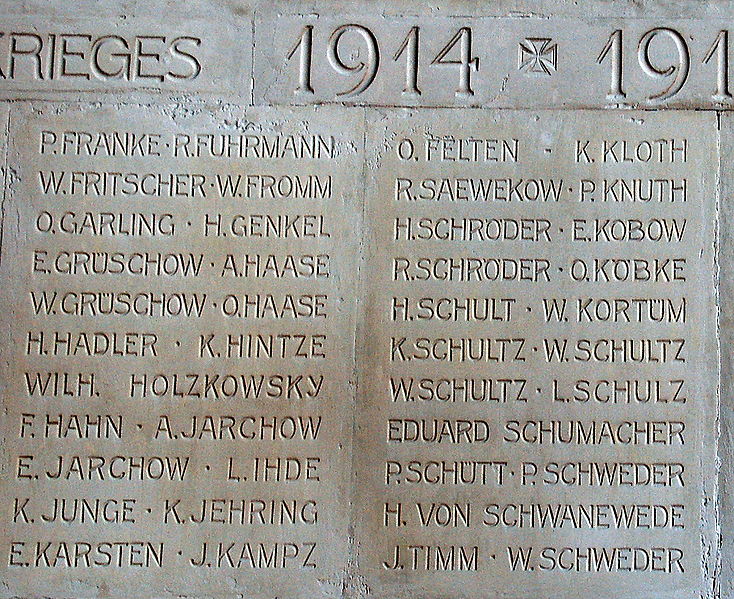 KRIEGES 1914 191
P. FRANKE · R. FUHRMANN
W. FRITSCHER · W. FROMM
O. GARLING · H. GENKEL
E. GRÜSCHOW · A. HAASE
W. GRÜSCHOW · O. HAASE
H. HADLER · K. HINTZE
WILH. HOLZKOWSKY
F. HAHN · A. JARCHOW
E. JARCHOW · L. IHDE
K. JUNGE · K. JEHRING
E. KARSTEN · J. KAMPZ
O. FELTEN - K. KLOTH
R. SAEWEKOW · P. KNUTH
H. SCHRÖDER · E. KOBOW
R. SCHRÖDER · O. KÖBKE
H. SCHULT · W. KORTÜM
K. SCHULTZ · W. SCHULTZ
W. SCHULTZ · L. SCHULZ
EDUARD SCHUMACHER
P. SCHÜTT · P. SCHWEDER
H. VON SCHWANEWEDE
J. TIMM · W. SCHWEDER